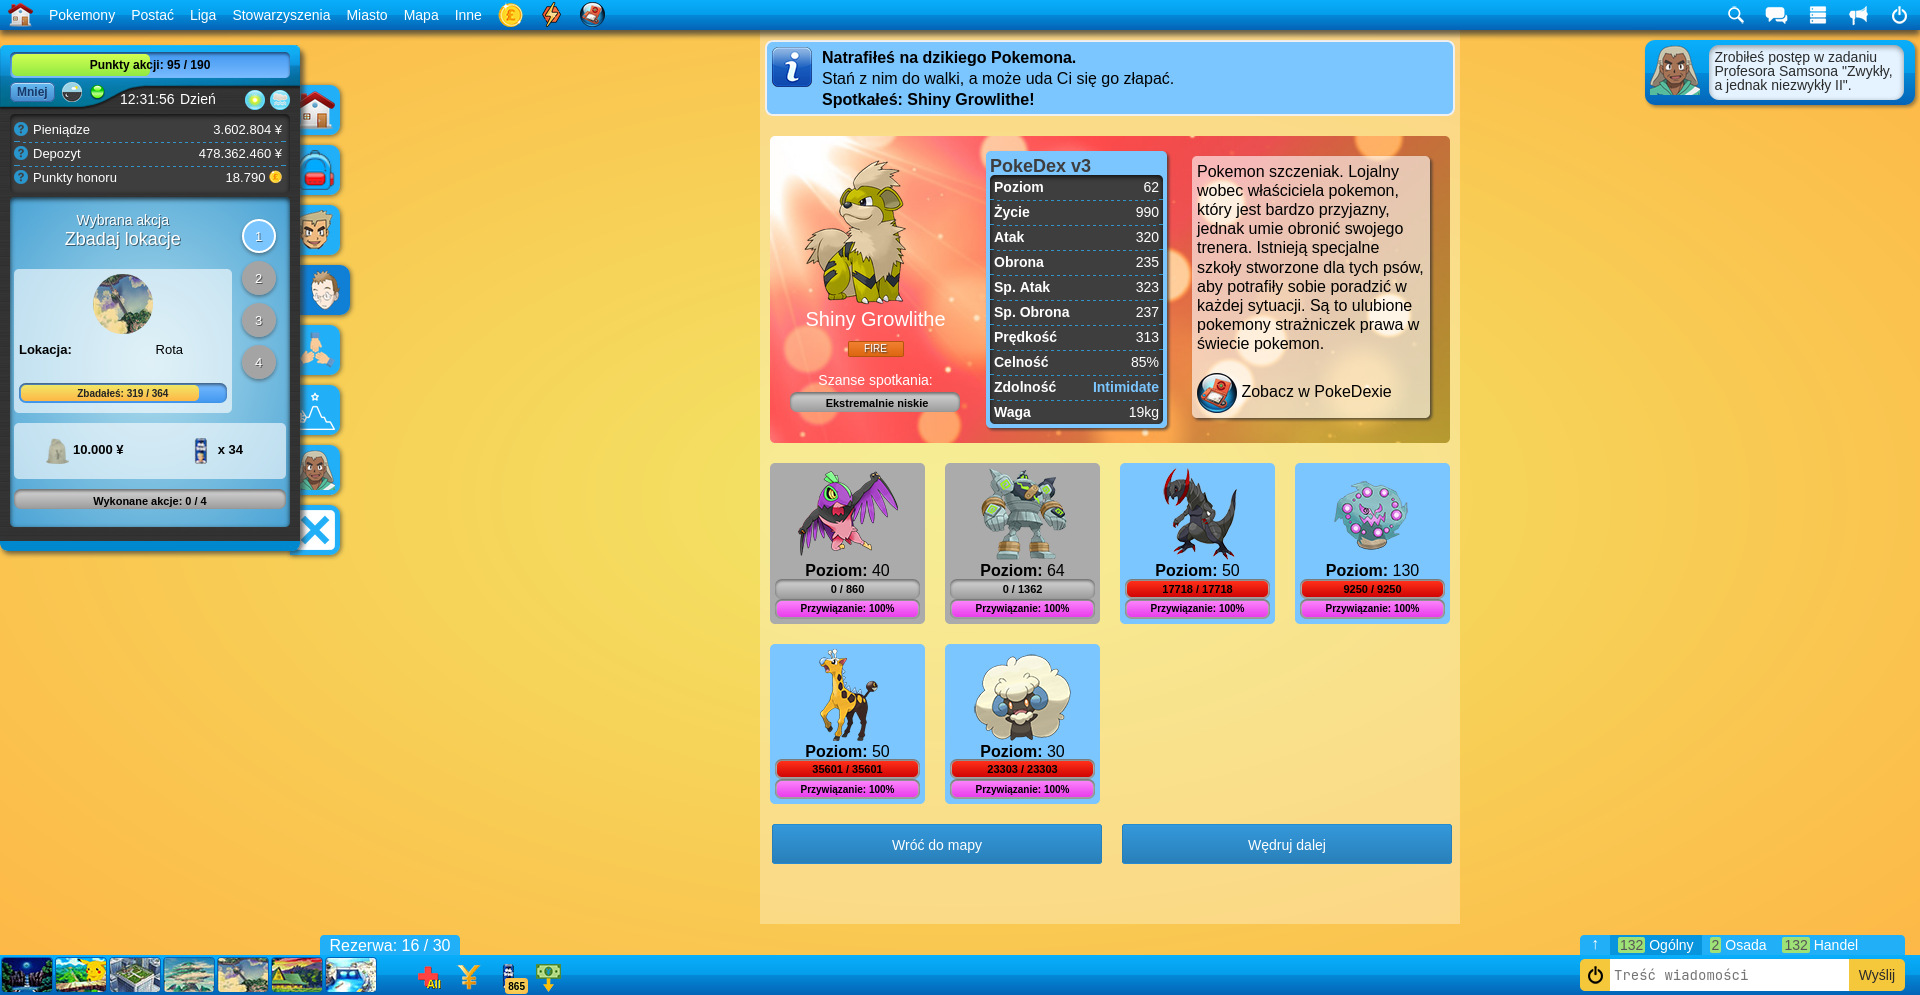 Pokemony Postać Liga Stowarzyszenia Miasto Mapa Inne
Punkty akcji: 95 / 190
Mniej
12:31:56 Dzień
Pieniądze 3.602.804 ¥
Depozyt 478.362.460 ¥
Punkty honoru 18.790
Wybrana akcja
Zbadaj lokacje
1
2
3
4
Lokacja: Rota
Zbadałeś: 319 / 364
10.000 ¥
x 34
Wykonane akcje: 0 / 4
Natrafiłeś na dzikiego Pokemona.
Stań z nim do walki, a może uda Ci się go złapać.
Spotkałeś: Shiny Growlithe!
Shiny Growlithe
FIRE
Szanse spotkania:
Ekstremalnie niskie
PokeDex v3
Poziom 62
Życie 990
Atak 320
Obrona 235
Sp. Atak 323
Sp. Obrona 237
Prędkość 313
Celność 85%
Zdolność Intimidate
Waga 19kg
Pokemon szczeniak. Lojalny
wobec właściciela pokemon,
który jest bardzo przyjazny,
jednak umie obronić swojego
trenera. Istnieją specjalne
szkoły stworzone dla tych psów,
aby potrafiły sobie poradzić w
każdej sytuacji. Są to ulubione
pokemony strażniczek prawa w
świecie pokemon.
Zobacz w PokeDexie
Poziom: 40
0 / 860
Przywiązanie: 100%
Poziom: 64
0 / 1362
Przywiązanie: 100%
Poziom: 50
17718 / 17718
Przywiązanie: 100%
Poziom: 130
9250 / 9250
Przywiązanie: 100%
Poziom: 50
35601 / 35601
Przywiązanie: 100%
Poziom: 30
23303 / 23303
Przywiązanie: 100%
Wróć do mapy
Wędruj dalej
Zrobiłeś postęp w zadaniu
Profesora Samsona "Zwykły,
a jednak niezwykły II".
Rezerwa: 16 / 30
All
865
↑ 132 Ogólny 2 Osada 132 Handel
Treść wiadomości
Wyślij